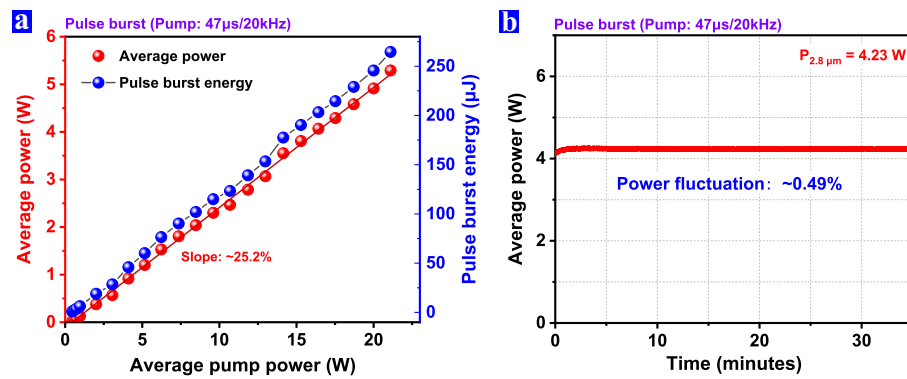 a
Pulse burst (Pump: 47μs/20kHz)
Average power
Pulse burst energy
Slope: ~25.2%
Average power (W)
0
1
2
3
4
5
6
Pulse burst energy (μJ)
0
50
100
150
200
250
0
5
10
15
20
Average pump power (W)
b
Pulse burst (Pump: 47μs/20kHz)
P2.8 μm = 4.23 W
Power fluctuation: ~0.49%
Average power (W)
0
2
4
6
0
10
20
30
Time (minutes)